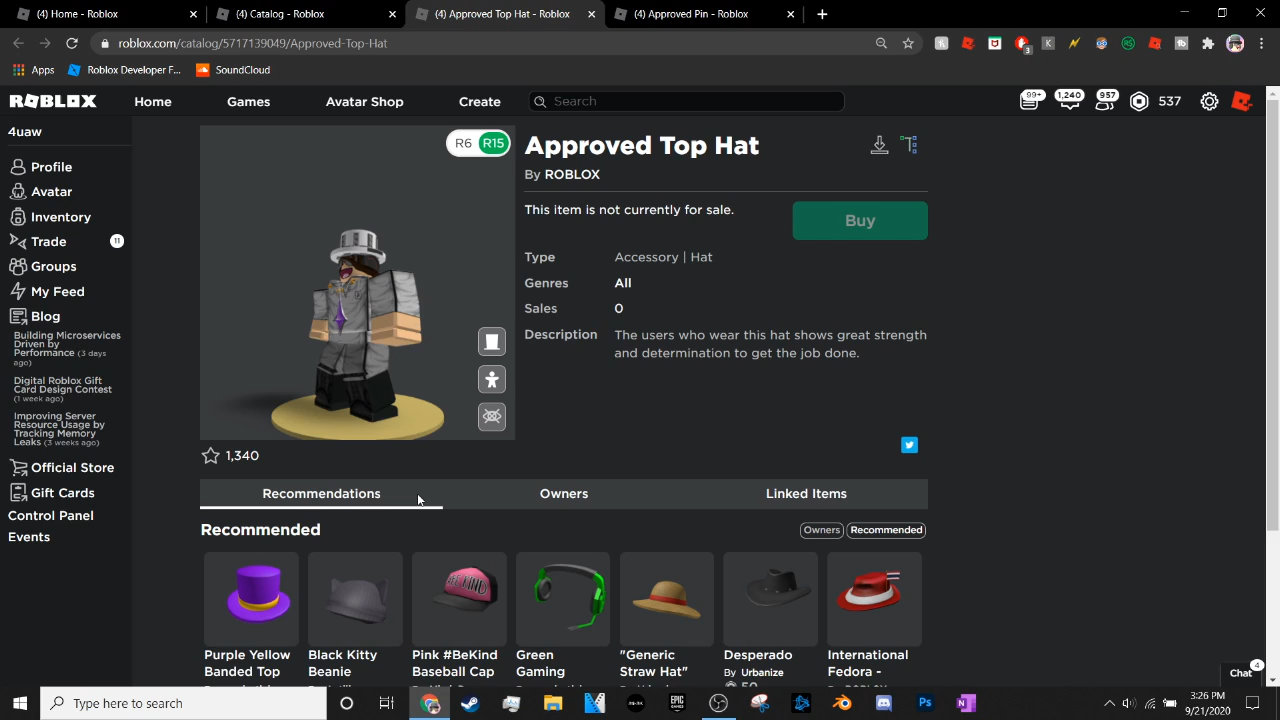 (4) Home - Roblox
(4) Catalog - Roblox
(4) Approved Top Hat - Roblox
(4) Approved Pin - Roblox
roblox.com/catalog/5717139049/Approved-Top-Hat
3
Apps
Roblox Developer F...
SoundCloud
ROBLOX
Home
Games
Avatar Shop
Create
Search
99+
1,240
957
537
4uaw
Profile
Avatar
Inventory
Trade
11
Groups
My Feed
Blog
Building Microservices
Driven by
Performance (3 days
ago)
Digital Roblox Gift
Card Design Contest
(1 week ago)
Improving Server
Resource Usage by
Tracking Memory
Leaks (3 weeks ago)
Official Store
Gift Cards
Control Panel
Events
R6
R15
Approved Top Hat
By ROBLOX
This item is not currently for sale.
Buy
Type
Accessory | Hat
Genres
All
Sales
0
Description
The users who wear this hat shows great strength
and determination to get the job done.
1,340
Recommendations
Owners
Linked Items
Recommended
Owners
Recommended
Purple Yellow
Banded Top
Black Kitty
Beanie
Pink #BeKind
Baseball Cap
Green
Gaming
"Generic
Straw Hat"
Desperado
By Urbanize
International
Fedora -
Chat
4
Type here to search
3:26 PM
9/21/2020